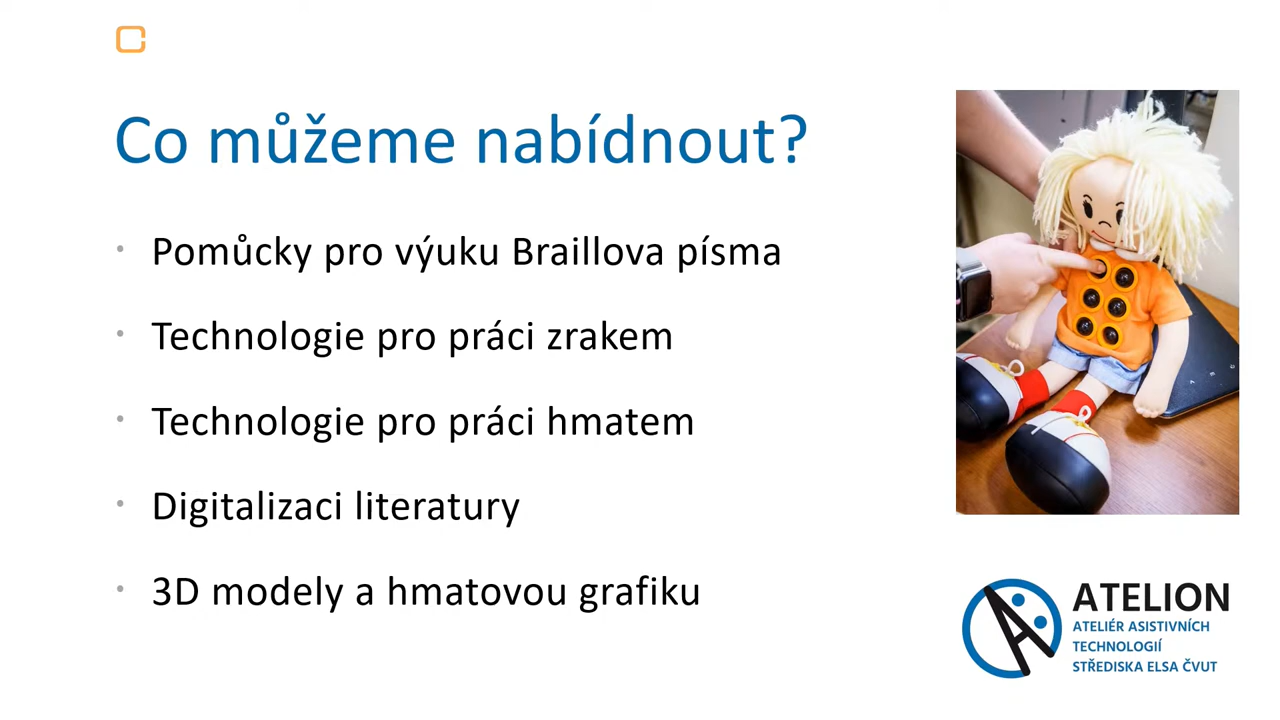 Co můžeme nabídnout?
Pomůcky pro výuku Braillova písma
Technologie pro práci zrakem
Technologie pro práci hmatem
Digitalizaci literatury
3D modely a hmatovou grafiku
ATELION
ATELIÉR ASISTIVNÍCH
TECHNOLOGIÍ
STŘEDISKA ELSA ČVUT